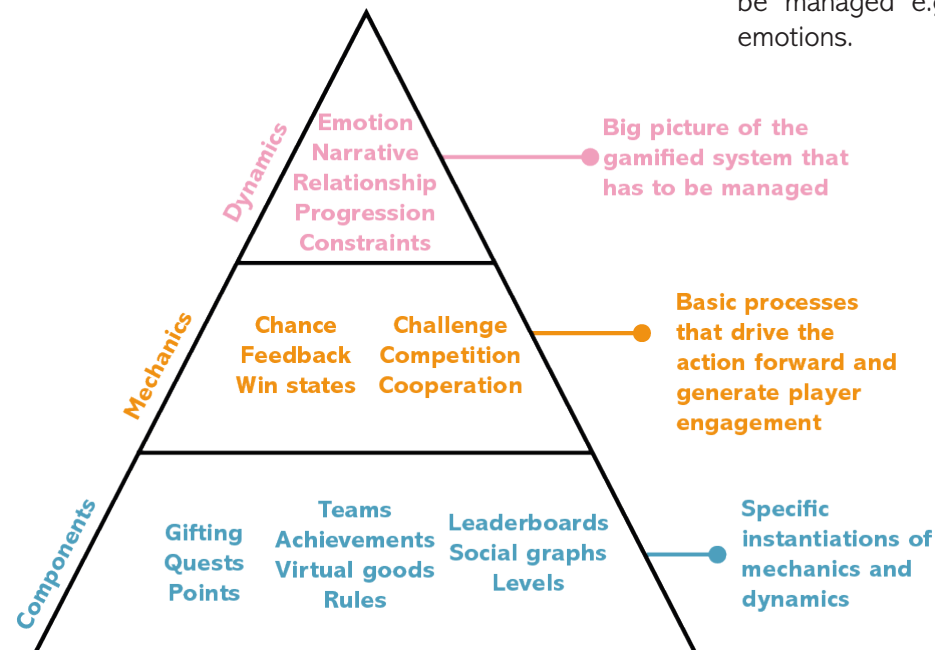 be managed e.g
emotions.
Dynamics
Emotion
Narrative
Relationship
Progression
Constraints
Big picture of the
gamified system that
has to be managed
Mechanics
Chance
Feedback
Win states
Challenge
Competition
Cooperation
Basic processes
that drive the
action forward and
generate player
engagement
Components
Gifting
Quests
Points
Teams
Achievements
Virtual goods
Rules
Leaderboards
Social graphs
Levels
Specific
instantiations of
mechanics and
dynamics